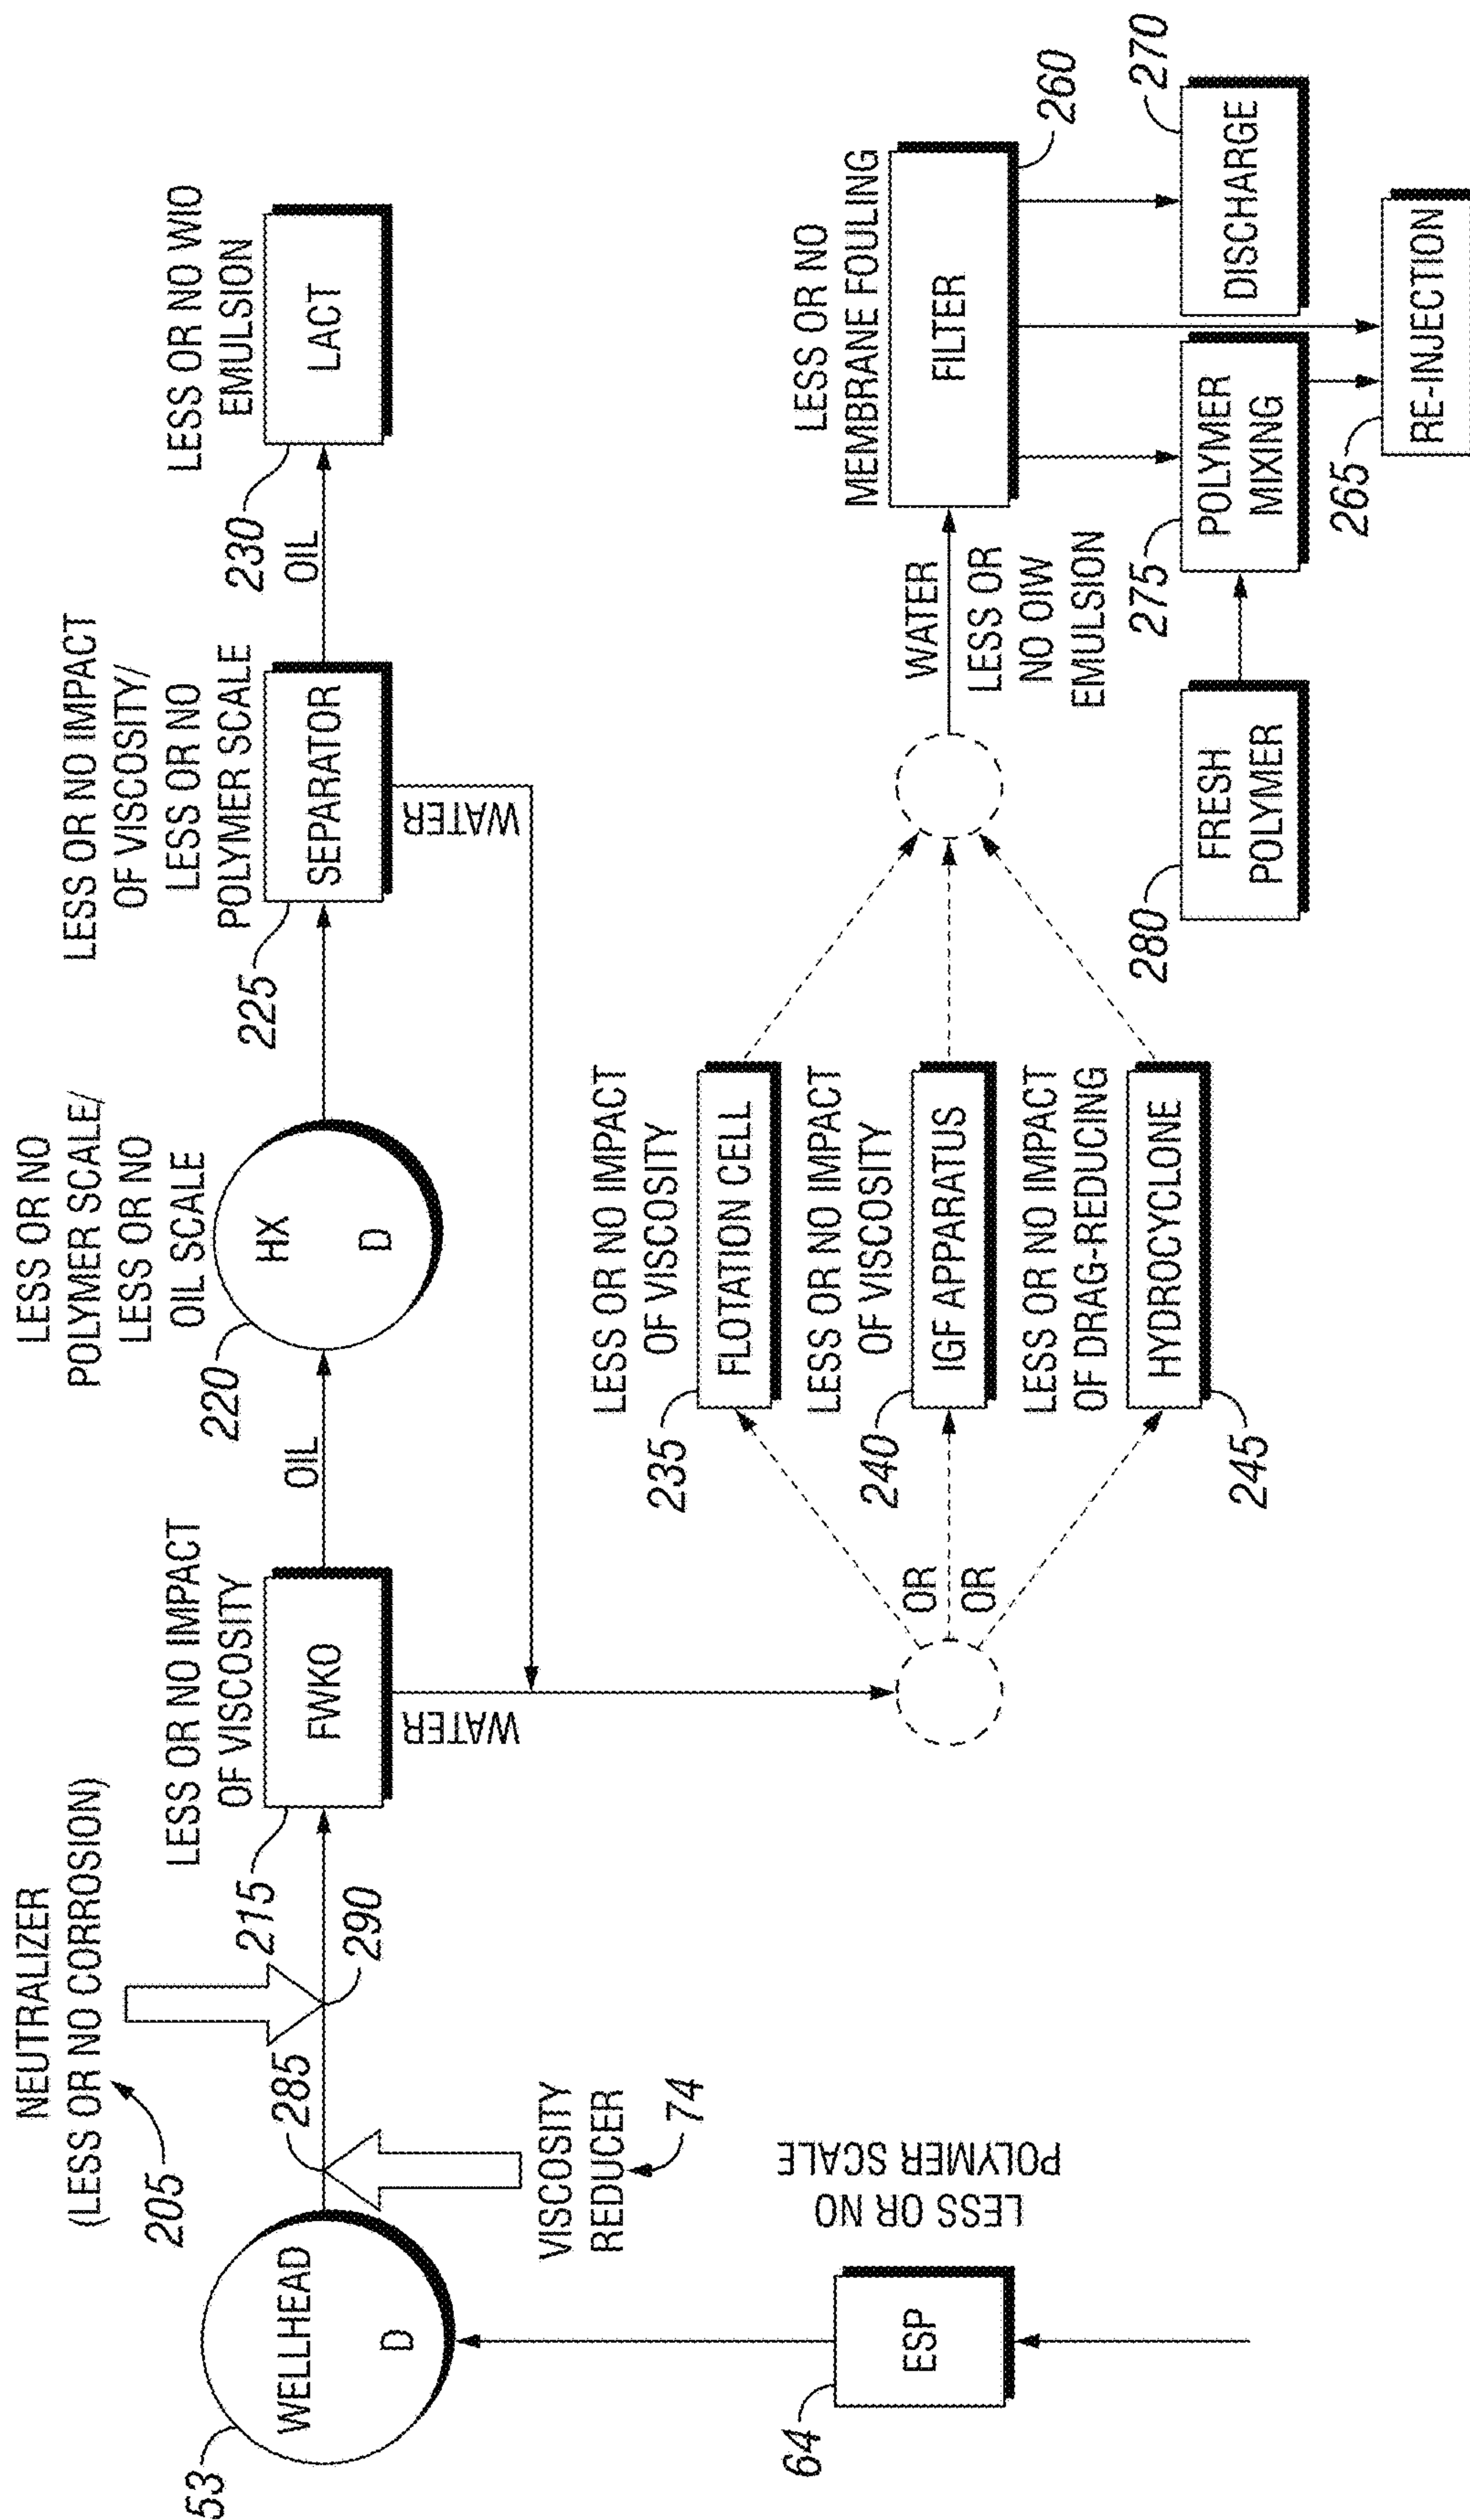 NEUTRALIZER
(LESS OR NO CORROSION)
205
53
WELLHEAD
D
285
290
VISCOSITY
REDUCER
74
64
ESP
LESS OR NO
POLYMER SCALE
LESS OR NO IMPACT
OF VISCOSITY
215
FWKO
WATER
OIL
LESS OR NO
POLYMER SCALE/
LESS OR NO
OIL SCALE
220
HX
D
LESS OR NO IMPACT
OF VISCOSITY/
LESS OR NO
POLYMER SCALE
225
SEPARATOR
WATER
OIL
LESS OR NO WIO
EMULSION
230
LACT
OR
OR
LESS OR NO IMPACT
OF VISCOSITY
235
FLOTATION CELL
LESS OR NO IMPACT
OF VISCOSITY
240
IGF APPARATUS
LESS OR NO IMPACT
OF DRAG-REDUCING
HYDROCYCLONE
245
WATER
LESS OR
NO OIW
EMULSION
LESS OR NO
MEMBRANE FOULING
FILTER
260
280
FRESH
POLYMER
275
POLYMER
MIXING
270
DISCHARGE
265
RE-INJECTION